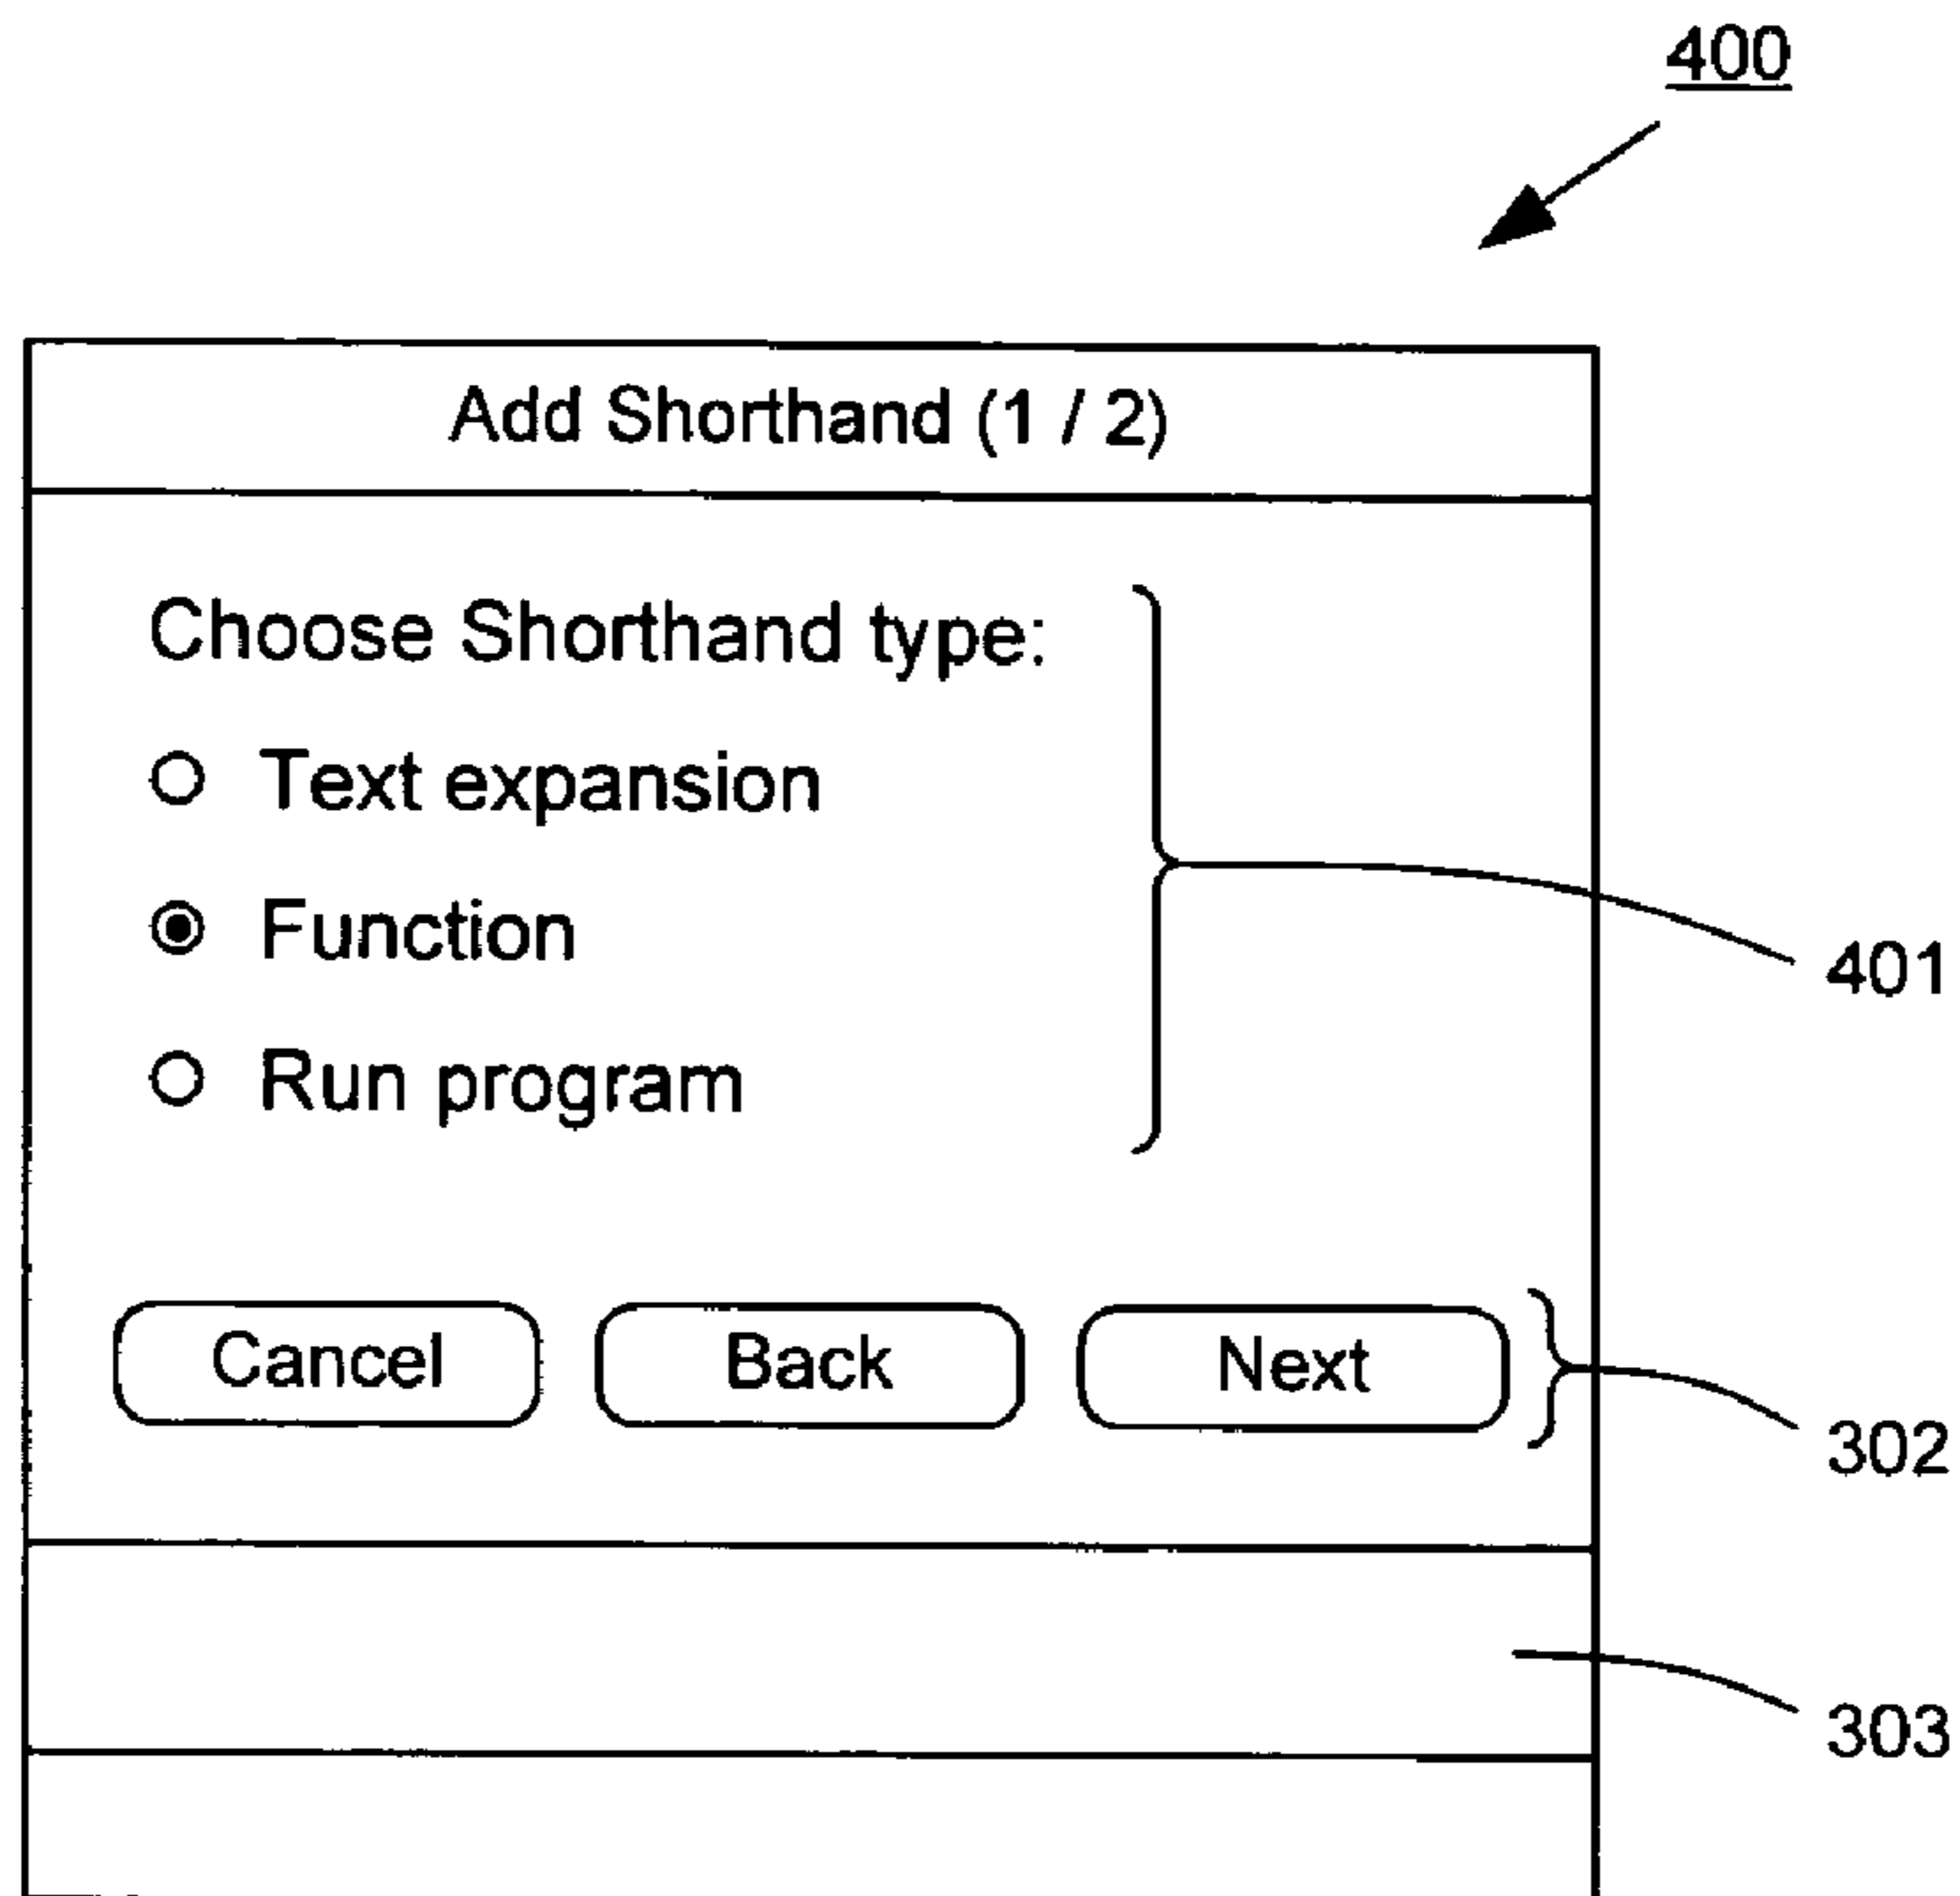 400
Add Shorthand (1 / 2)
Choose Shorthand type:
Text expansion
Function
Run program
401
Cancel Back Next
302
303